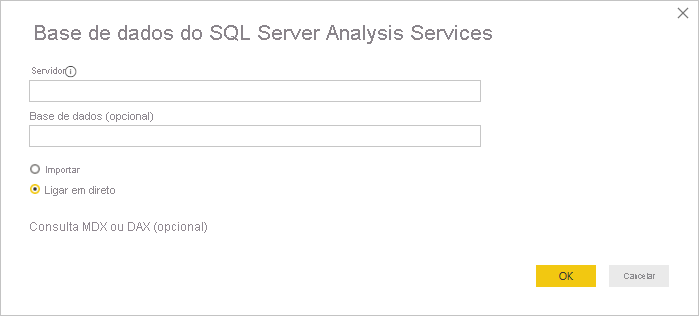 Base de dados do SQL Server Analysis Services
Servidor
Base de dados (opcional)
Importar
Ligar em direto
Consulta MDX ou DAX (opcional)
OK
Cancelar